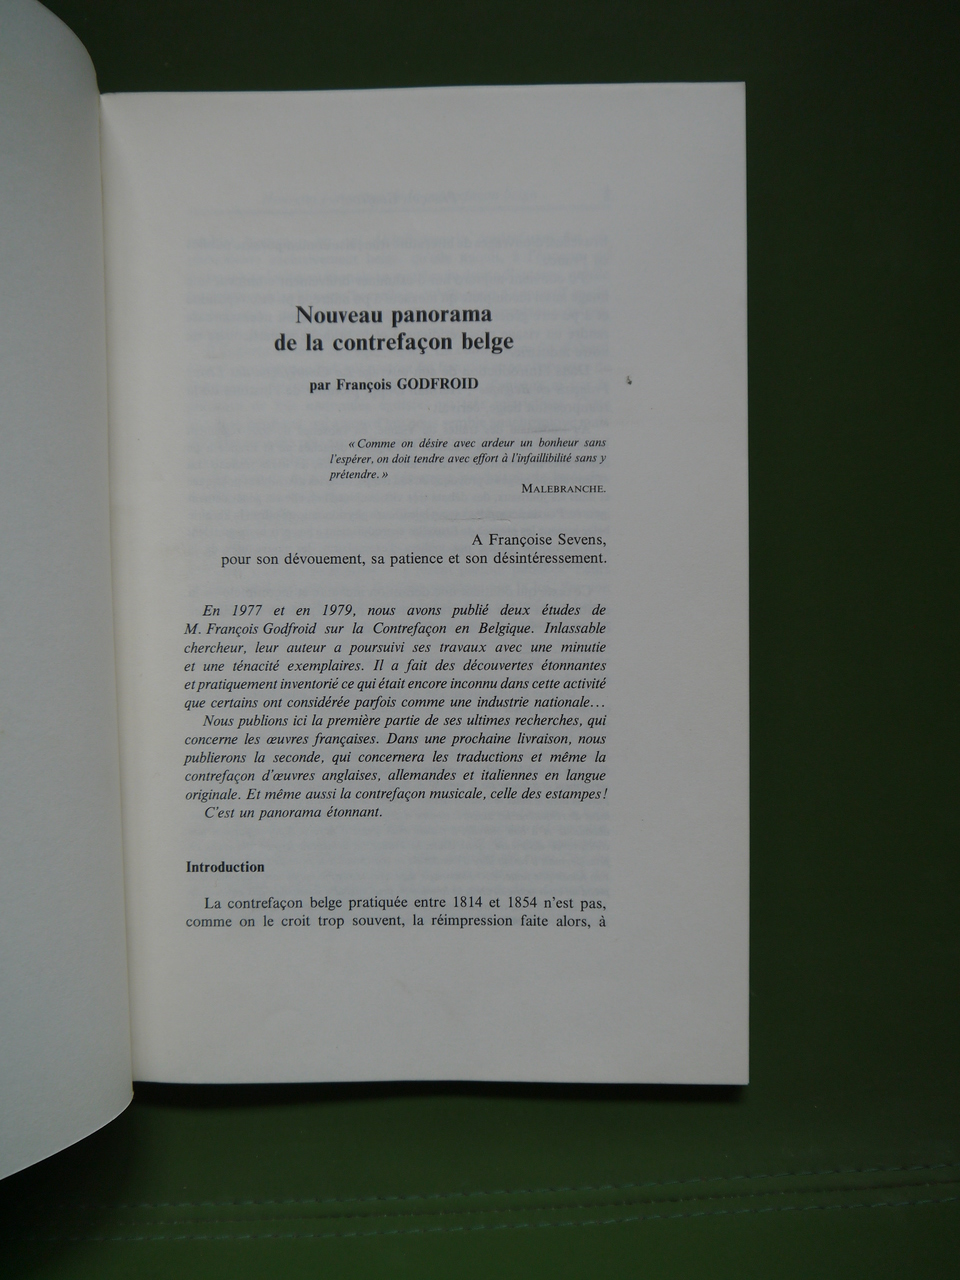 Nouveau panorama
de la contrefaçon belge
par François GODFROID
« Comme on désire avec ardeur un bonheur sans
l'espérer, on doit tendre avec effort à l'infaillibilité sans y
prétendre. »
MALEBRANCHE.
A Françoise Sevens,
pour son dévouement, sa patience et son désintéressement.
En 1977 et en 1979, nous avons publié deux études de
M. François Godfroid sur la Contrefaçon en Belgique. Inlassable
chercheur, leur auteur a poursuivi ses travaux avec une minutie
et une ténacité exemplaires. Il a fait des découvertes étonnantes
et pratiquement inventorié ce qui était encore inconnu dans cette activité
que certains ont considérée parfois comme une industrie nationale...
Nous publions ici la première partie de ses ultimes recherches, qui
concerne les œuvres françaises. Dans une prochaine livraison, nous
publierons la seconde, qui concernera les traductions et même la
contrefaçon d'œuvres anglaises, allemandes et italiennes en langue
originale. Et même aussi la contrefaçon musicale, celle des estampes !
C'est un panorama étonnant.
Introduction
La contrefaçon belge pratiquée entre 1814 et 1854 n'est pas,
comme on le croit trop souvent, la réimpression faite alors, à